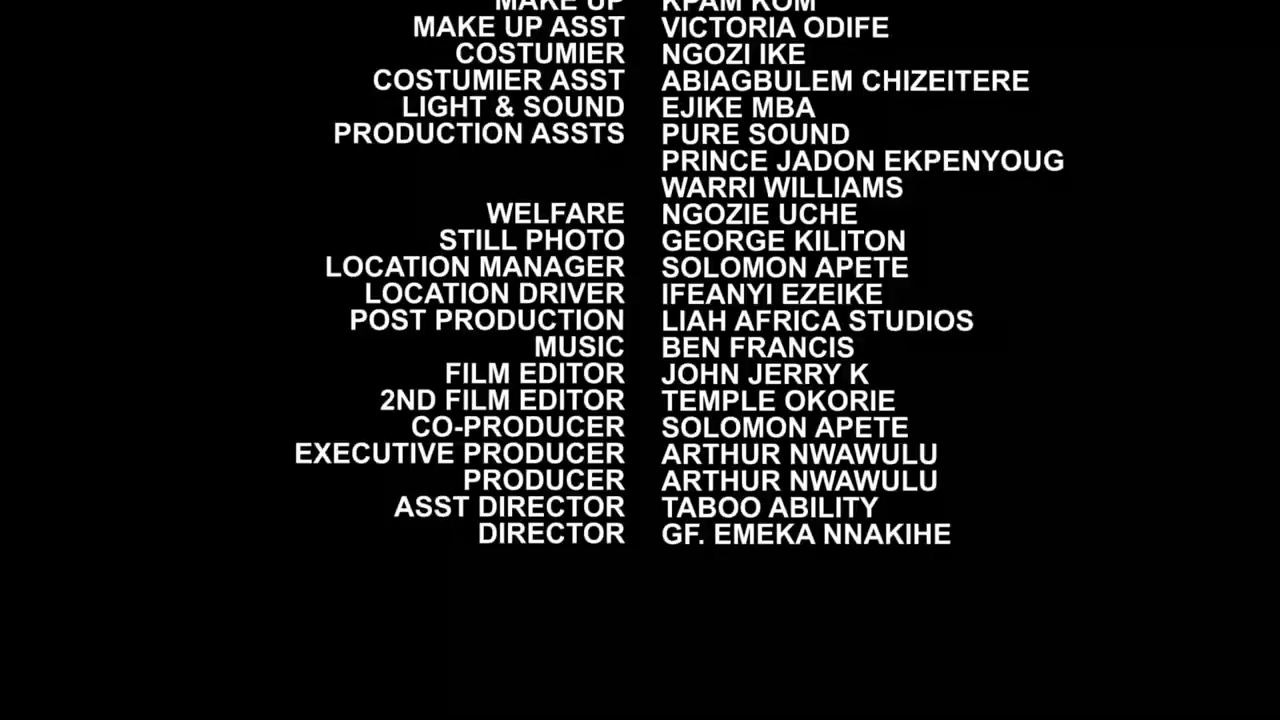 MAKE UP KPAM KOM
MAKE UP ASST VICTORIA ODIFE
COSTUMIER NGOZI IKE
COSTUMIER ASST ABIAGBULEM CHIZEITERE
LIGHT & SOUND EJIKE MBA
PRODUCTION ASSTS PURE SOUND
PRINCE JADON EKPENYOUG
WARRI WILLIAMS
WELFARE NGOZIE UCHE
STILL PHOTO GEORGE KILITON
LOCATION MANAGER SOLOMON APETE
LOCATION DRIVER IFEANYI EZEIKE
POST PRODUCTION LIAH AFRICA STUDIOS
MUSIC BEN FRANCIS
FILM EDITOR JOHN JERRY K
2ND FILM EDITOR TEMPLE OKORIE
CO-PRODUCER SOLOMON APETE
EXECUTIVE PRODUCER ARTHUR NWAWULU
PRODUCER ARTHUR NWAWULU
ASST DIRECTOR TABOO ABILITY
DIRECTOR GF. EMEKA NNAKIHE